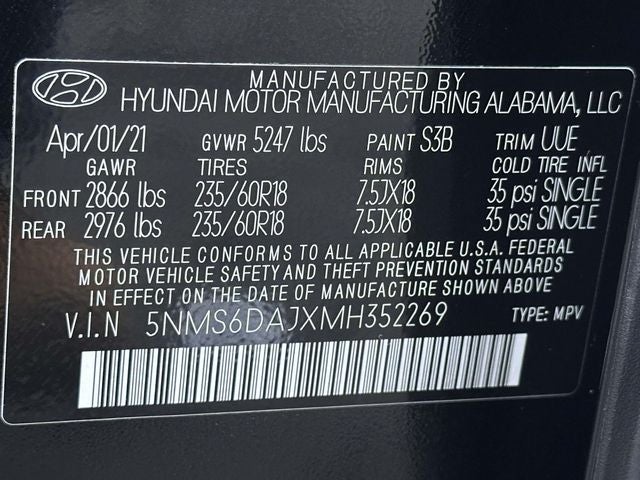 MANUFACTURED BY
HYUNDAI MOTOR MANUFACTURING ALABAMA, LLC
Apr/01/21 GVWR 5247 lbs PAINT S3B TRIM UUE
GAWR TIRES RIMS COLD TIRE INFL
FRONT 2866 lbs 235/60R18 7.5JX18 35 psi SINGLE
REAR 2976 lbs 235/60R18 7.5JX18 35 psi SINGLE
THIS VEHICLE CONFORMS TO ALL APPLICABLE U.S.A. FEDERAL
MOTOR VEHICLE SAFETY AND THEFT PREVENTION STANDARDS
IN EFFECT ON THE DATE OF MANUFACTURE SHOWN ABOVE
V.I.N 5NMS6DAJXMH352269 TYPE: MPV